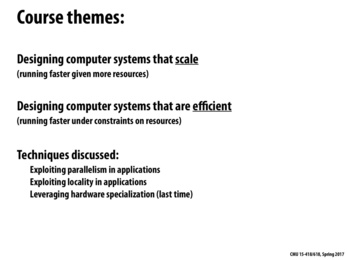 Course themes:
Designing computer systems that scale
(running faster given more resources)
Designing computer systems that are efficient
(running faster under constraints on resources)
Techniques discussed:
Exploiting parallelism in applications
Exploiting locality in applications
Leveraging hardware specialization (last time)
CMU 15-418/618, Spring 2017